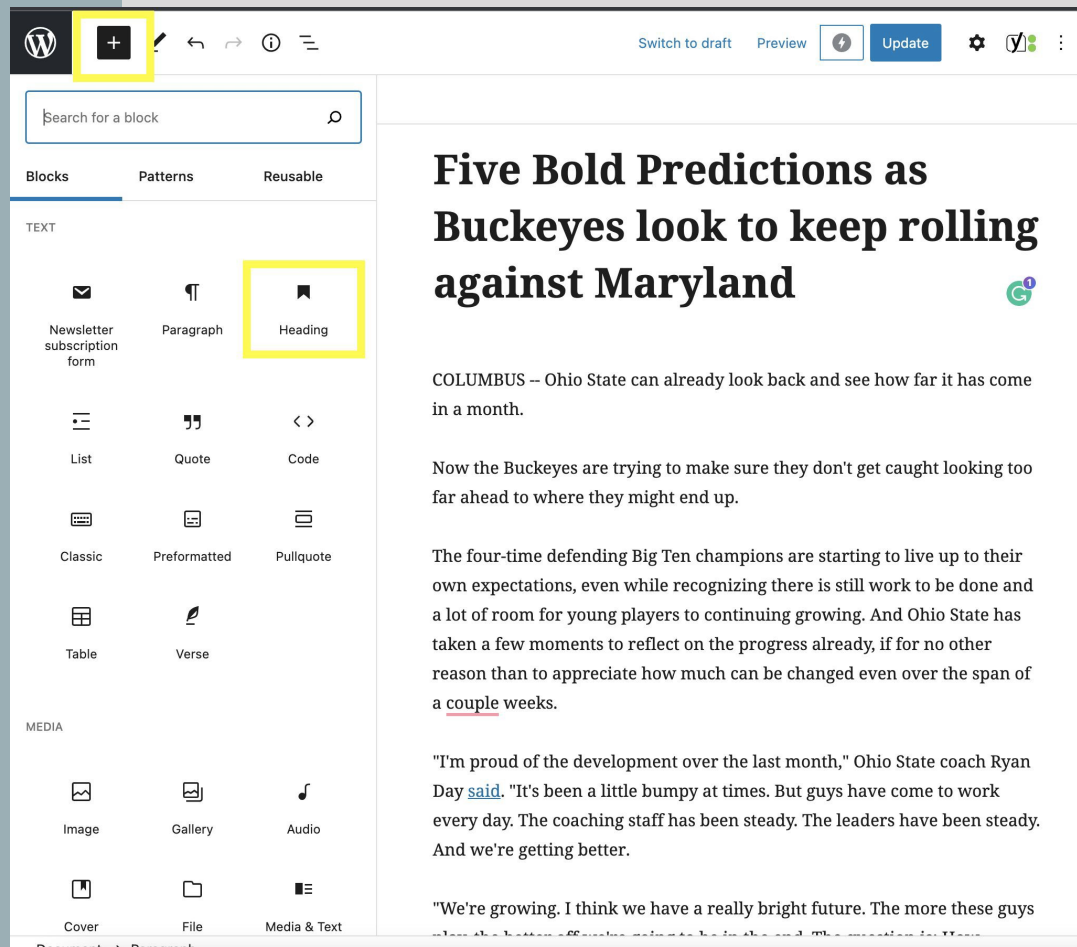 Switch to draft Preview Update
Search for a block
Blocks Patterns Reusable
TEXT
Newsletter subscription form
Paragraph
Heading
List
Quote
Code
Classic
Preformatted
Pullquote
Table
Verse
MEDIA
Image
Gallery
Audio
Cover
File
Media & Text
Five Bold Predictions as
Buckeyes look to keep rolling
against Maryland
1
COLUMBUS -- Ohio State can already look back and see how far it has come
in a month.
Now the Buckeyes are trying to make sure they don't get caught looking too
far ahead to where they might end up.
The four-time defending Big Ten champions are starting to live up to their
own expectations, even while recognizing there is still work to be done and
a lot of room for young players to continuing growing. And Ohio State has
taken a few moments to reflect on the progress already, if for no other
reason than to appreciate how much can be changed even over the span of
a couple weeks.
"I'm proud of the development over the last month," Ohio State coach Ryan
Day said. "It's been a little bumpy at times. But guys have come to work
every day. The coaching staff has been steady. The leaders have been steady.
And we're getting better.
"We're growing. I think we have a really bright future. The more these guys